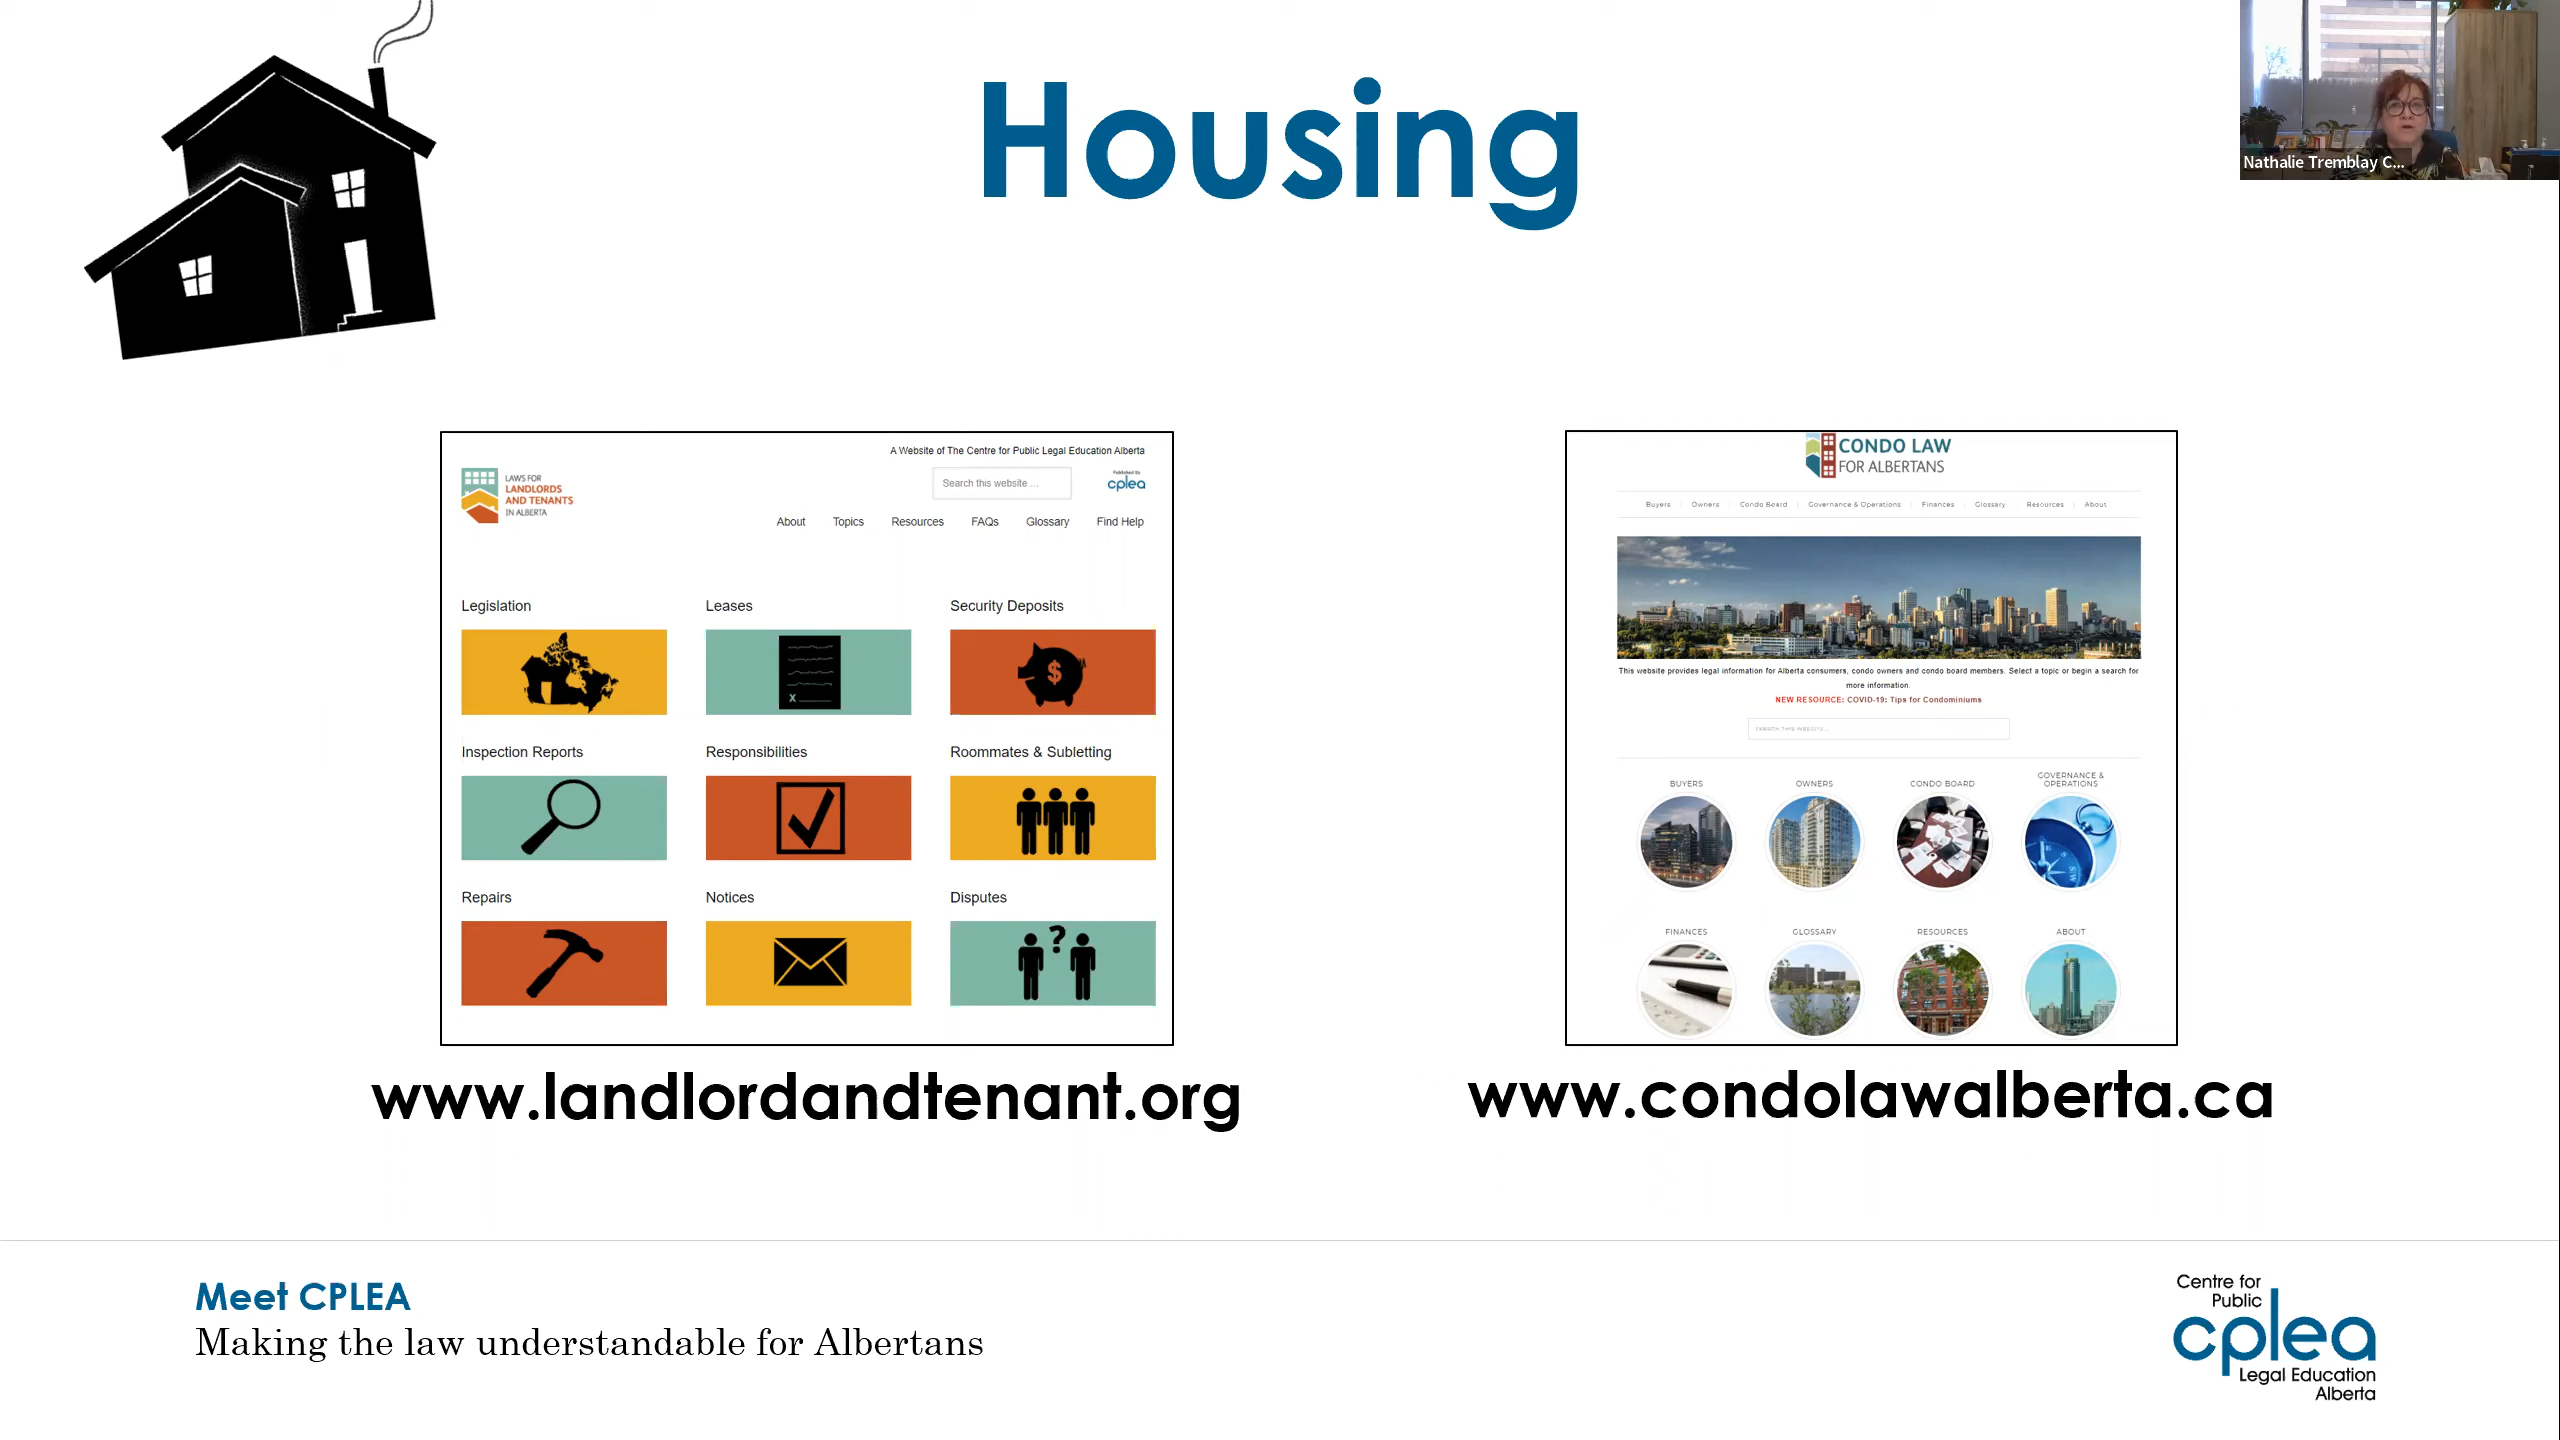 Housing
Nathalie Tremblay C...
A Website of The Centre for Public Legal Education Alberta
LAWS FOR
LANDLORDS
AND TENANTS
IN ALBERTA
Search this website ...
Published By
cplea
About Topics Resources FAQs Glossary Find Help
Legislation Leases Security Deposits
$
X
Inspection Reports Responsibilities Roommates & Subletting
Repairs Notices Disputes
?
www.landlordandtenant.org
CONDO LAW
FOR ALBERTANS
Buyers Owners Condo Board Governance & Operations Finances Glossary Resources About
This website provides legal information for Alberta consumers, condo owners and condo board members. Select a topic or begin a search for
more information.
NEW RESOURCE: COVID-19: Tips for Condominiums
SEARCH THIS WEBSITE ...
BUYERS OWNERS CONDO BOARD GOVERNANCE &
OPERATIONS
FINANCES GLOSSARY RESOURCES ABOUT
www.condolawalberta.ca
Meet CPLEA
Making the law understandable for Albertans
Centre for
Public
cplea
Legal Education
Alberta